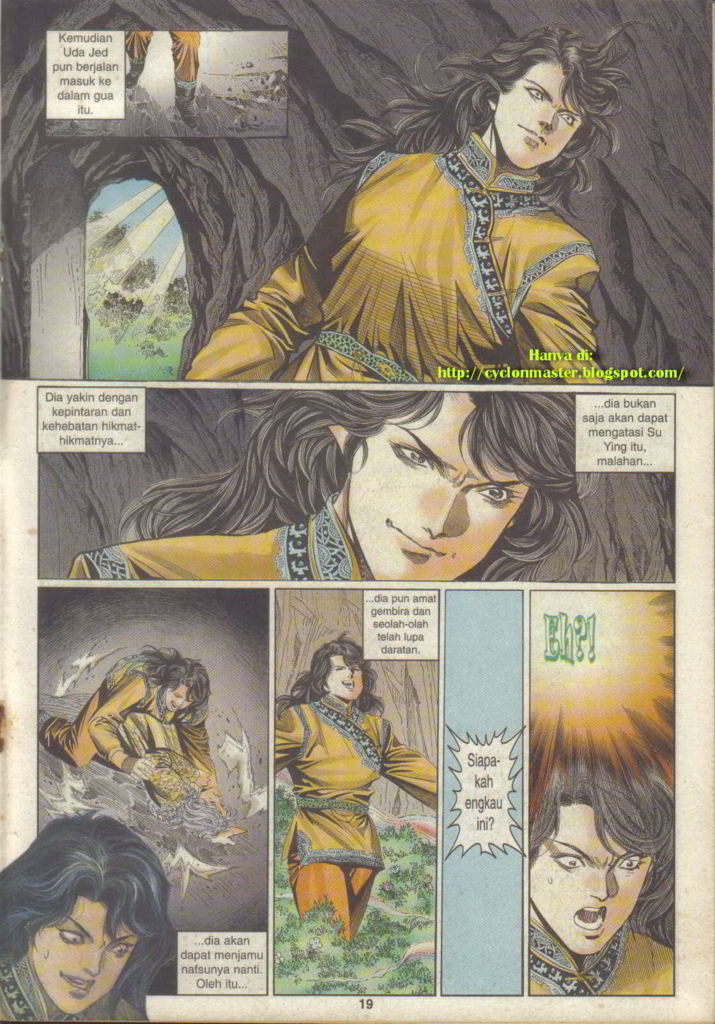 Kemudian
Uda Jed
pun berjalan
masuk ke
dalam gua
itu.
Hanya di:
http://cyclonmaster.blogspot.com/
Dia yakin dengan
kepintaran dan
kehebatan hikmat-
hikmatnya...
...dia bukan
saja akan dapat
mengatasi Su
Ying itu,
malahan...
...dia akan
dapat menjamu
nafsunya nanti.
Oleh itu...
...dia pun amat
gembira dan
seolah-olah
telah lupa
daratan.
Siapa-
kah
engkau
ini?
Eh?!
19